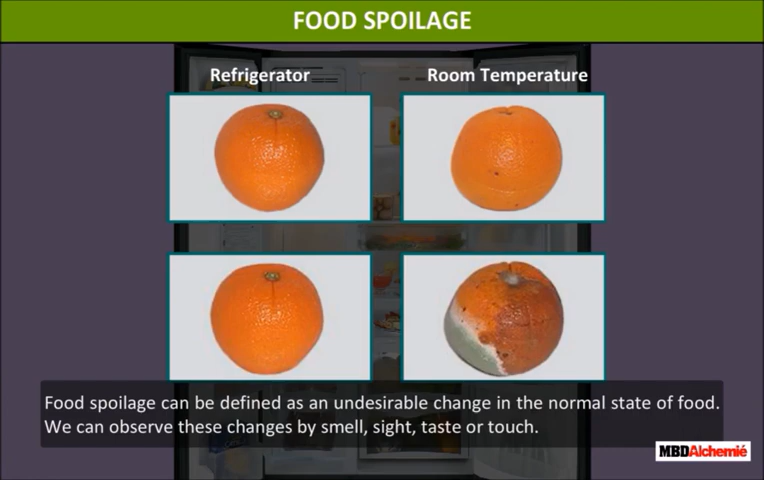 FOOD SPOILAGE
Refrigerator
Room Temperature
Food spoilage can be defined as an undesirable change in the normal state of food.
We can observe these changes by smell, sight, taste or touch.
MBDAlchemié